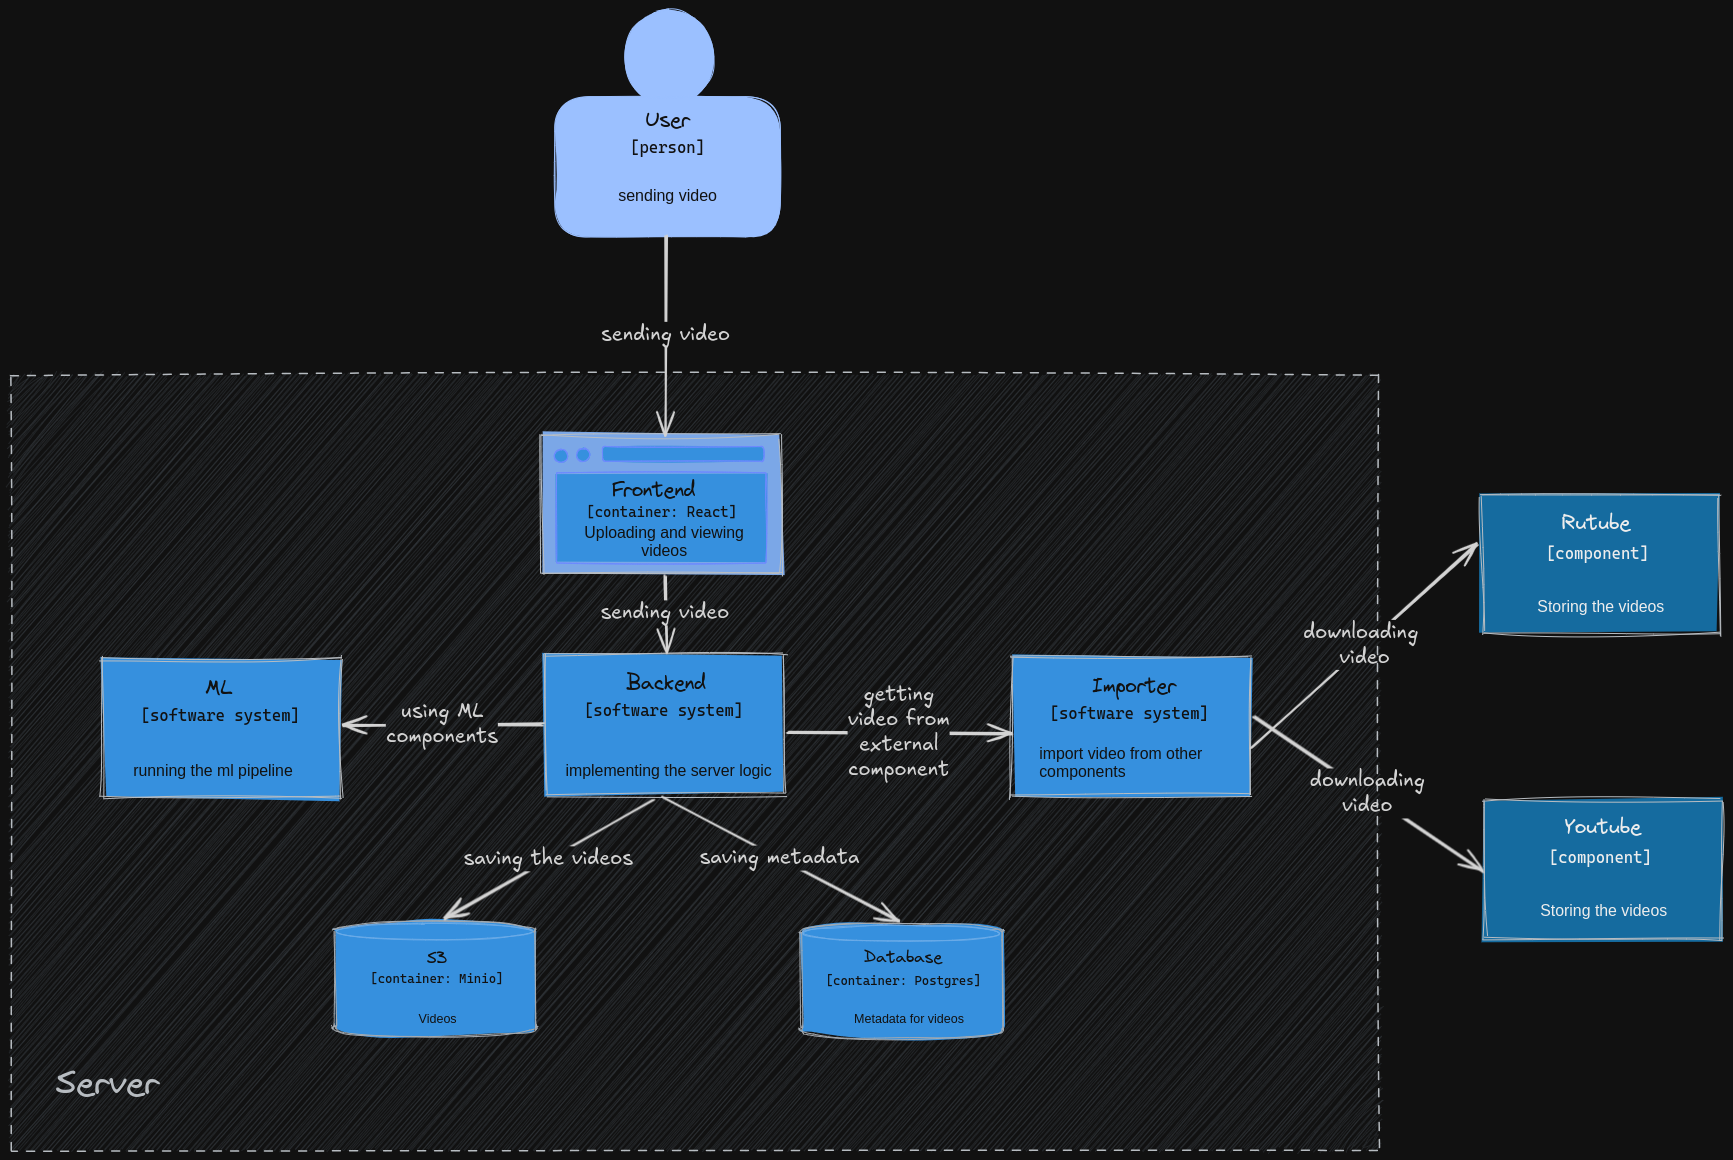 User
[person]
sending video
sending video
Frontend
[container: React]
Uploading and viewing
videos
sending video
ML
[software system]
running the ml pipeline
using ML
components
Backend
[software system]
implementing the server logic
getting
video from
external
component
Importer
[software system]
import video from other
components
downloading
video
Rutube
[component]
Storing the videos
downloading
video
Youtube
[component]
Storing the videos
saving the videos
saving metadata
S3
[container: Minio]
Videos
Database
[container: Postgres]
Metadata for videos
Server